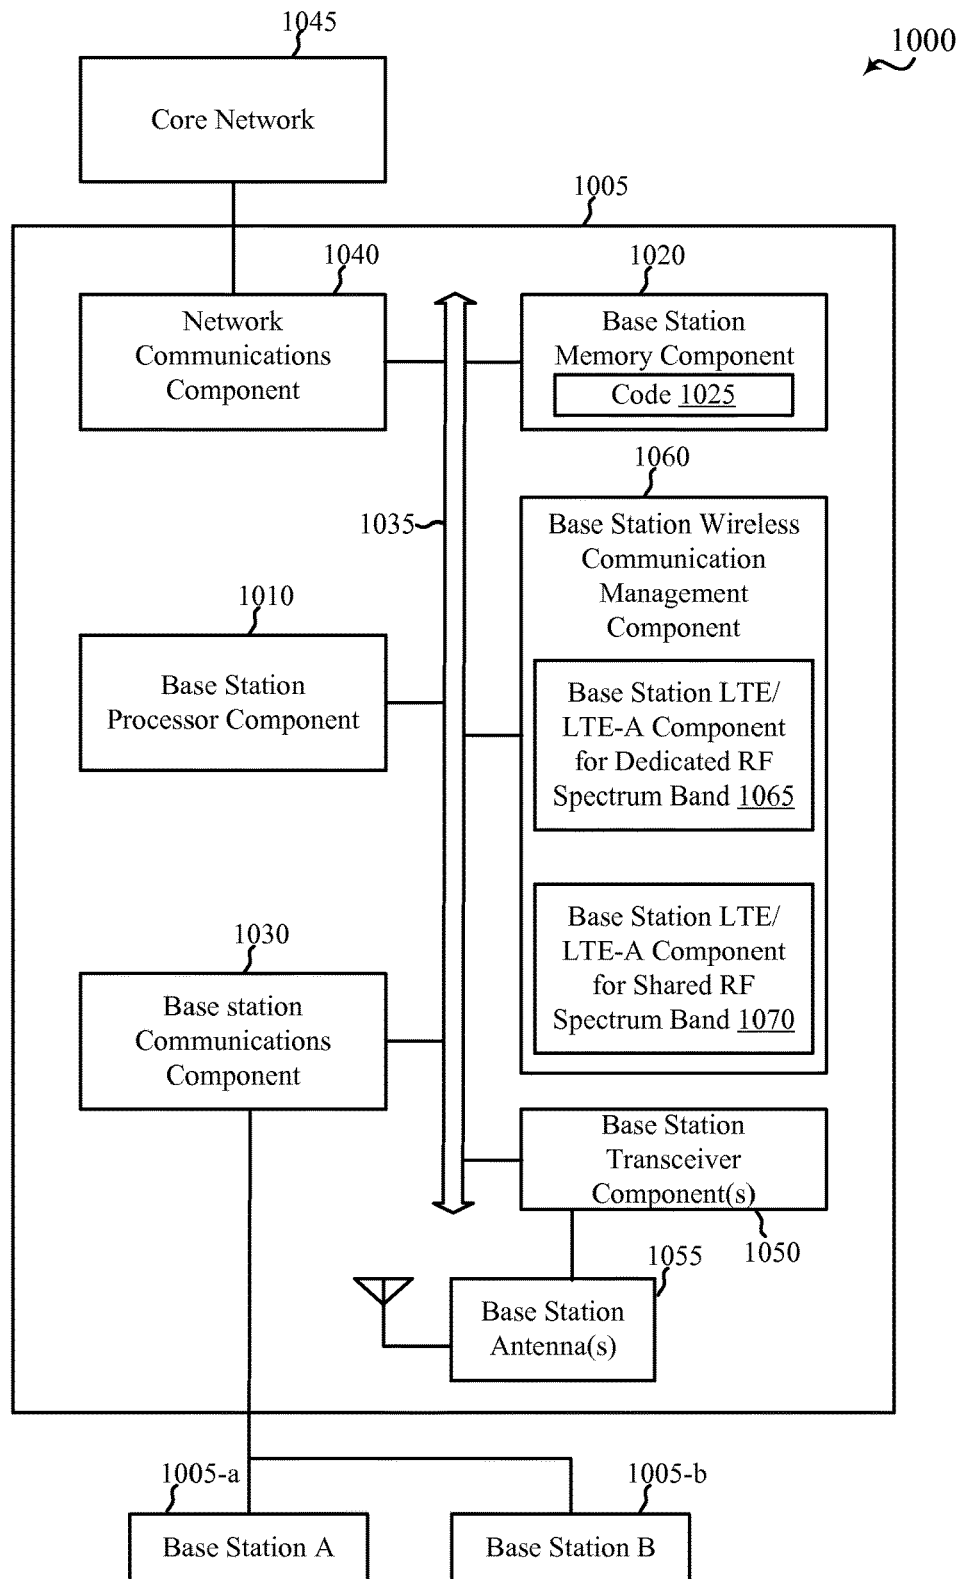 1045
1000
Core Network
1005
1040
1020
Network
Communications
Component
Base Station
Memory Component
Code 1025
1060
1035
Base Station Wireless
Communication
Management
Component
1010
Base Station
Processor Component
Base Station LTE/
LTE-A Component
for Dedicated RF
Spectrum Band 1065
Base Station LTE/
LTE-A Component
for Shared RF
Spectrum Band 1070
1030
Base station
Communications
Component
Base Station
Transceiver
Component(s)
1050
1055
Base Station
Antenna(s)
1005-a
1005-b
Base Station A
Base Station B